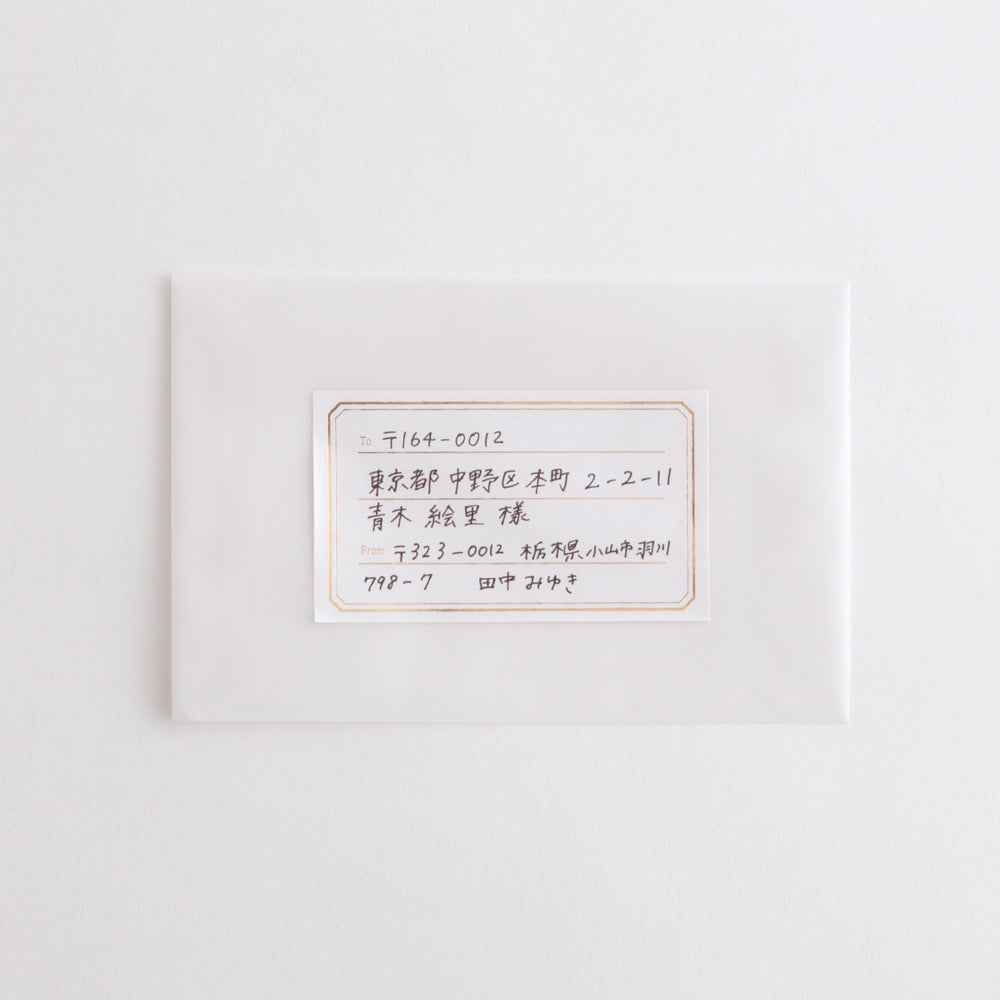 To 〒164-0012
東京都 中野区 本町 2-2-11
青木 絵里 様
From 〒323-0012 栃木県小山市羽川
798-7 田中みゆき